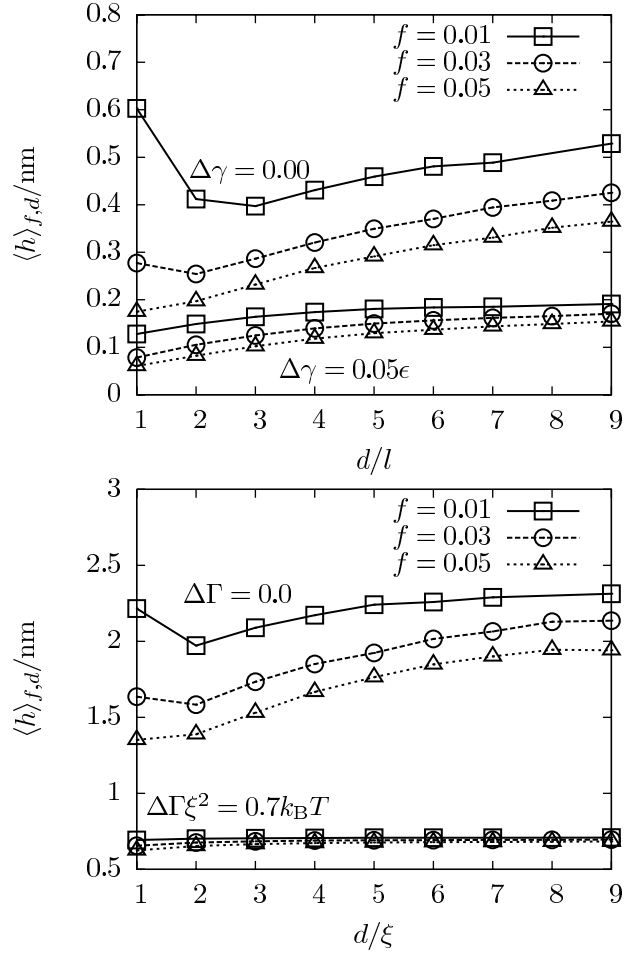 0.8
f = 0.01
0.7
f = 0.03
f = 0.05
0.6
0.5
Δγ = 0.00
⟨h⟩f,d/nm
0.4
0.3
0.2
0.1
Δγ = 0.05ϵ
0
1 2 3 4 5 6 7 8 9
d/l
3
f = 0.01
f = 0.03
2.5
f = 0.05
ΔΓ = 0.0
2
⟨h⟩f,d/nm
1.5
1
ΔΓξ² = 0.7kBT
0.5
1 2 3 4 5 6 7 8 9
d/ξ